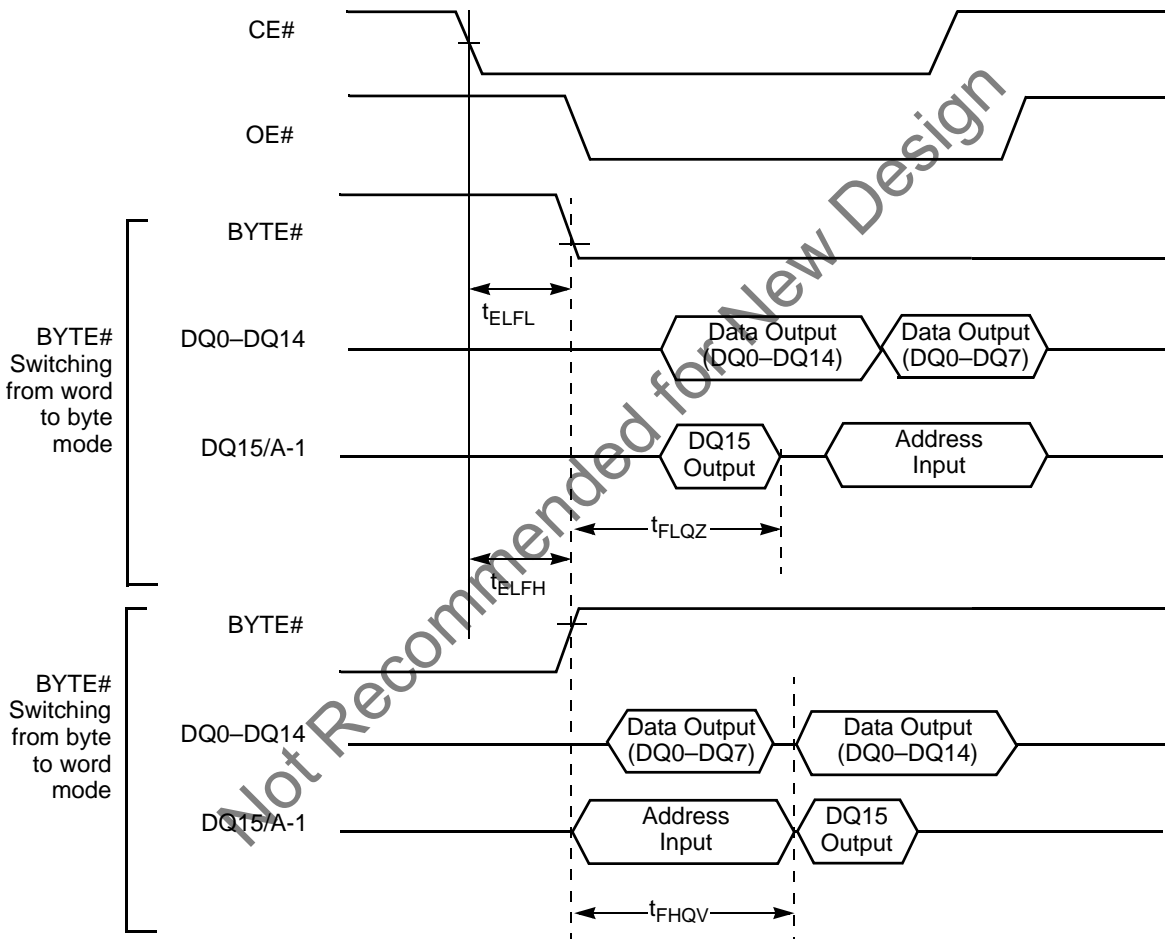 CE#
OE#
BYTE#
tELFL
BYTE#
Switching
from word
to byte
mode
DQ0–DQ14
Data Output
(DQ0–DQ14)
Data Output
(DQ0–DQ7)
DQ15/A-1
DQ15
Output
Address
Input
tFLQZ
tELFH
BYTE#
BYTE#
Switching
from byte
to word
mode
DQ0–DQ14
Data Output
(DQ0–DQ7)
Data Output
(DQ0–DQ14)
DQ15/A-1
Address
Input
DQ15
Output
tFHQV
Not Recommended for New Design